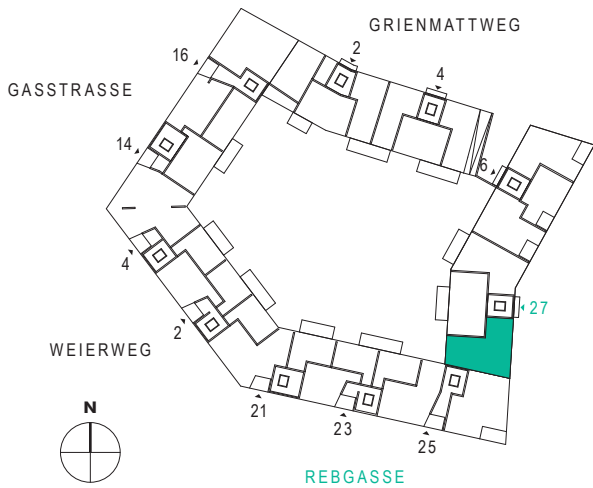 GRIENMATTWEG
16
2
4
GASSTRASSE
14
6
4
27
2
WEIERWEG
21
23
25
N
REBGASSE